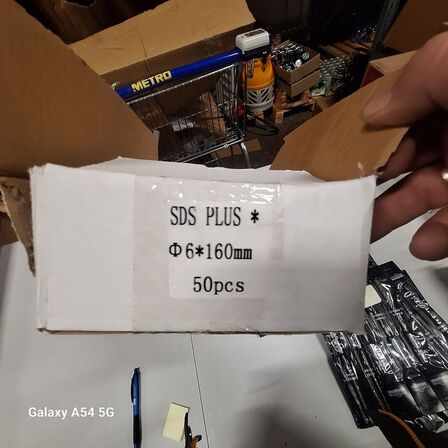 METRO
SDS PLUS *
Φ6*160mm
50pcs
Galaxy A54 5G